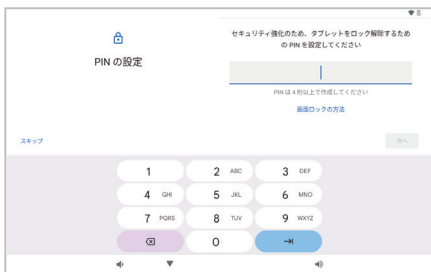 PIN の設定
セキュリティ強化のため、タブレットをロック解除するため
の PIN を設定してください
PIN は 4 桁以上で作成してください
画面ロックの方法
スキップ
次へ
1
2 ABC
3 DEF
4 GHI
5 JKL
6 MNO
7 PQRS
8 TUV
9 WXYZ
0